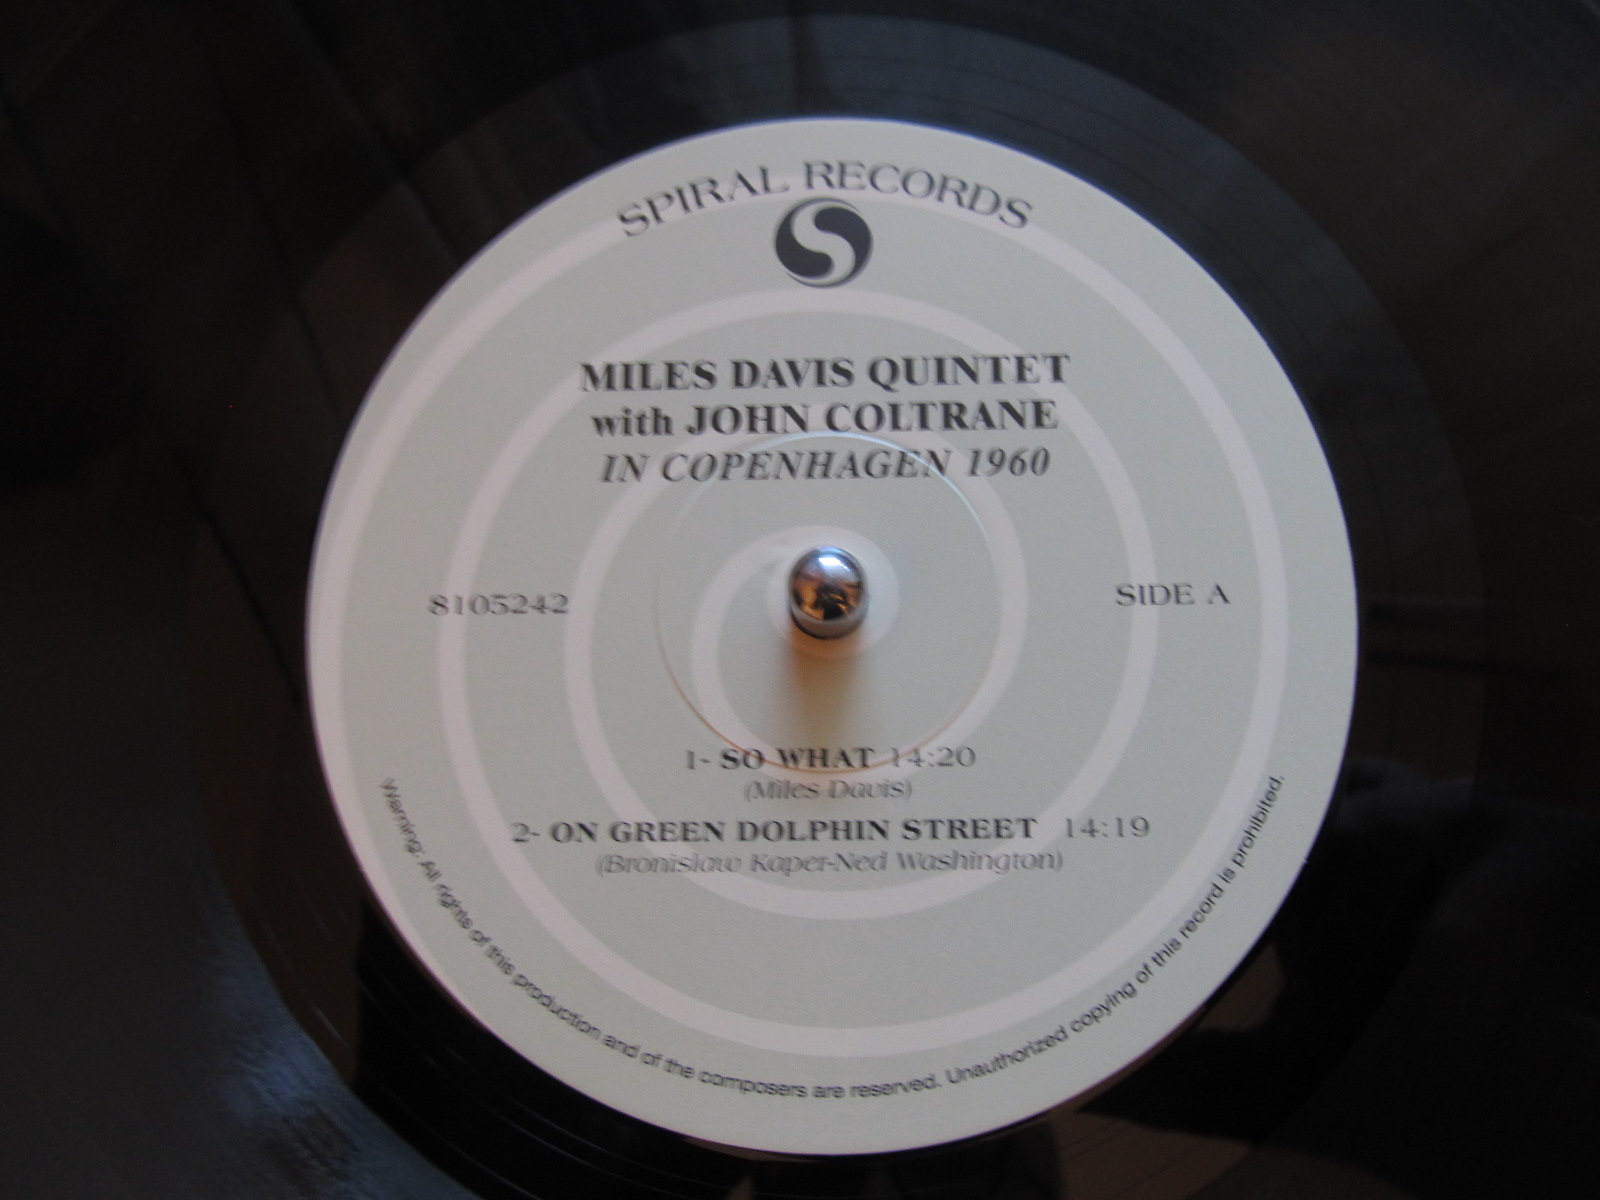 SPIRAL RECORDS
MILES DAVIS QUINTET
with JOHN COLTRANE
IN COPENHAGEN 1960
8105242
SIDE A
1- SO WHAT 14:20
(Miles Davis)
2- ON GREEN DOLPHIN STREET 14:19
(Bronislaw Kaper-Ned Washington)
Warning: All rights of this production and of the composers are reserved. Unauthorized copying of this record is prohibited.